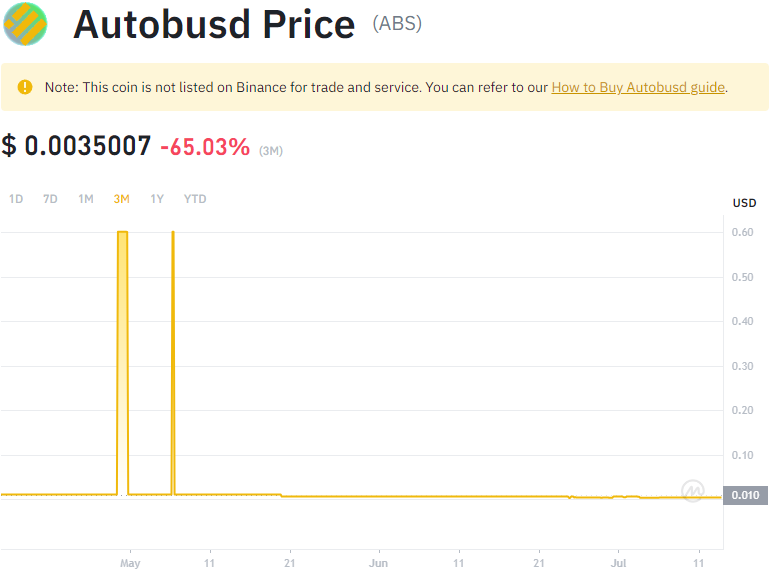 Autobusd Price (ABS)
Note: This coin is not listed on Binance for trade and service. You can refer to our How to Buy Autobusd guide.
$ 0.0035007 -65.03% (3M)
1D 7D 1M 3M 1Y YTD
USD
0.60
0.50
0.40
0.30
0.20
0.10
0.010
May 11 21 Jun 11 21 Jul 11